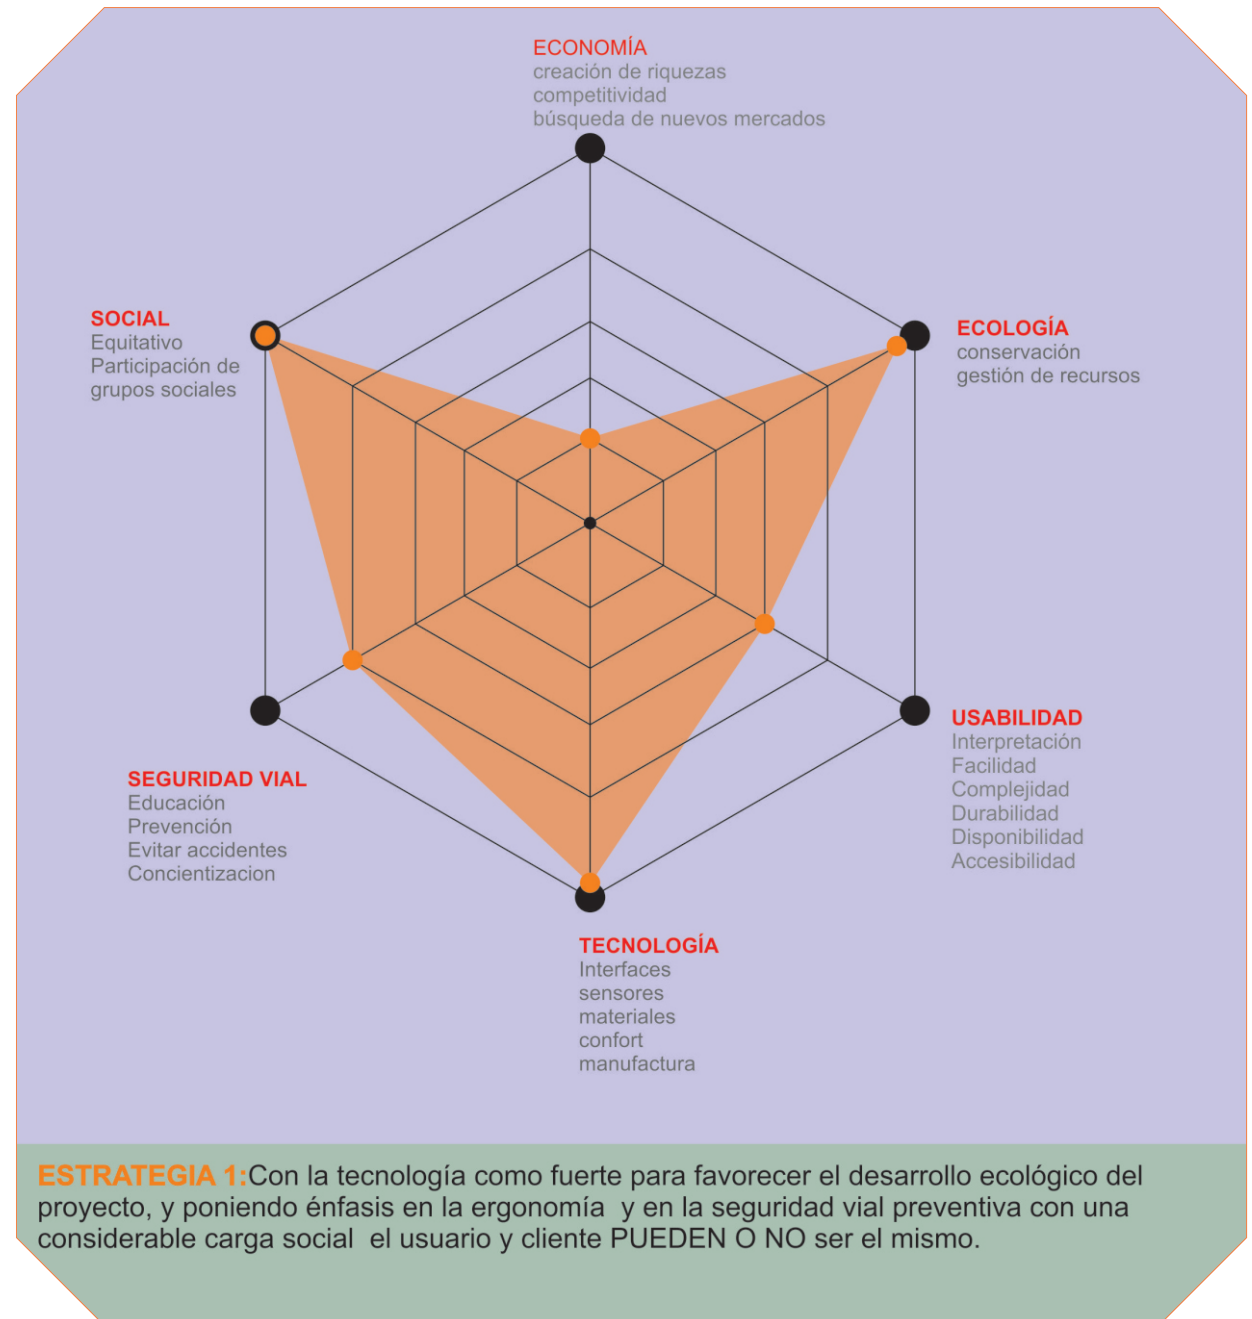 ECONOMÍA
creación de riquezas
competitividad
búsqueda de nuevos mercados
SOCIAL
Equitativo
Participación de
grupos sociales
ECOLOGÍA
conservación
gestión de recursos
SEGURIDAD VIAL
Educación
Prevención
Evitar accidentes
Concientizacion
USABILIDAD
Interpretación
Facilidad
Complejidad
Durabilidad
Disponibilidad
Accesibilidad
TECNOLOGÍA
Interfaces
sensores
materiales
confort
manufactura
ESTRATEGIA 1:Con la tecnología como fuerte para favorecer el desarrollo ecológico del
proyecto, y poniendo énfasis en la ergonomía  y en la seguridad vial preventiva con una
considerable carga social  el usuario y cliente PUEDEN O NO ser el mismo.